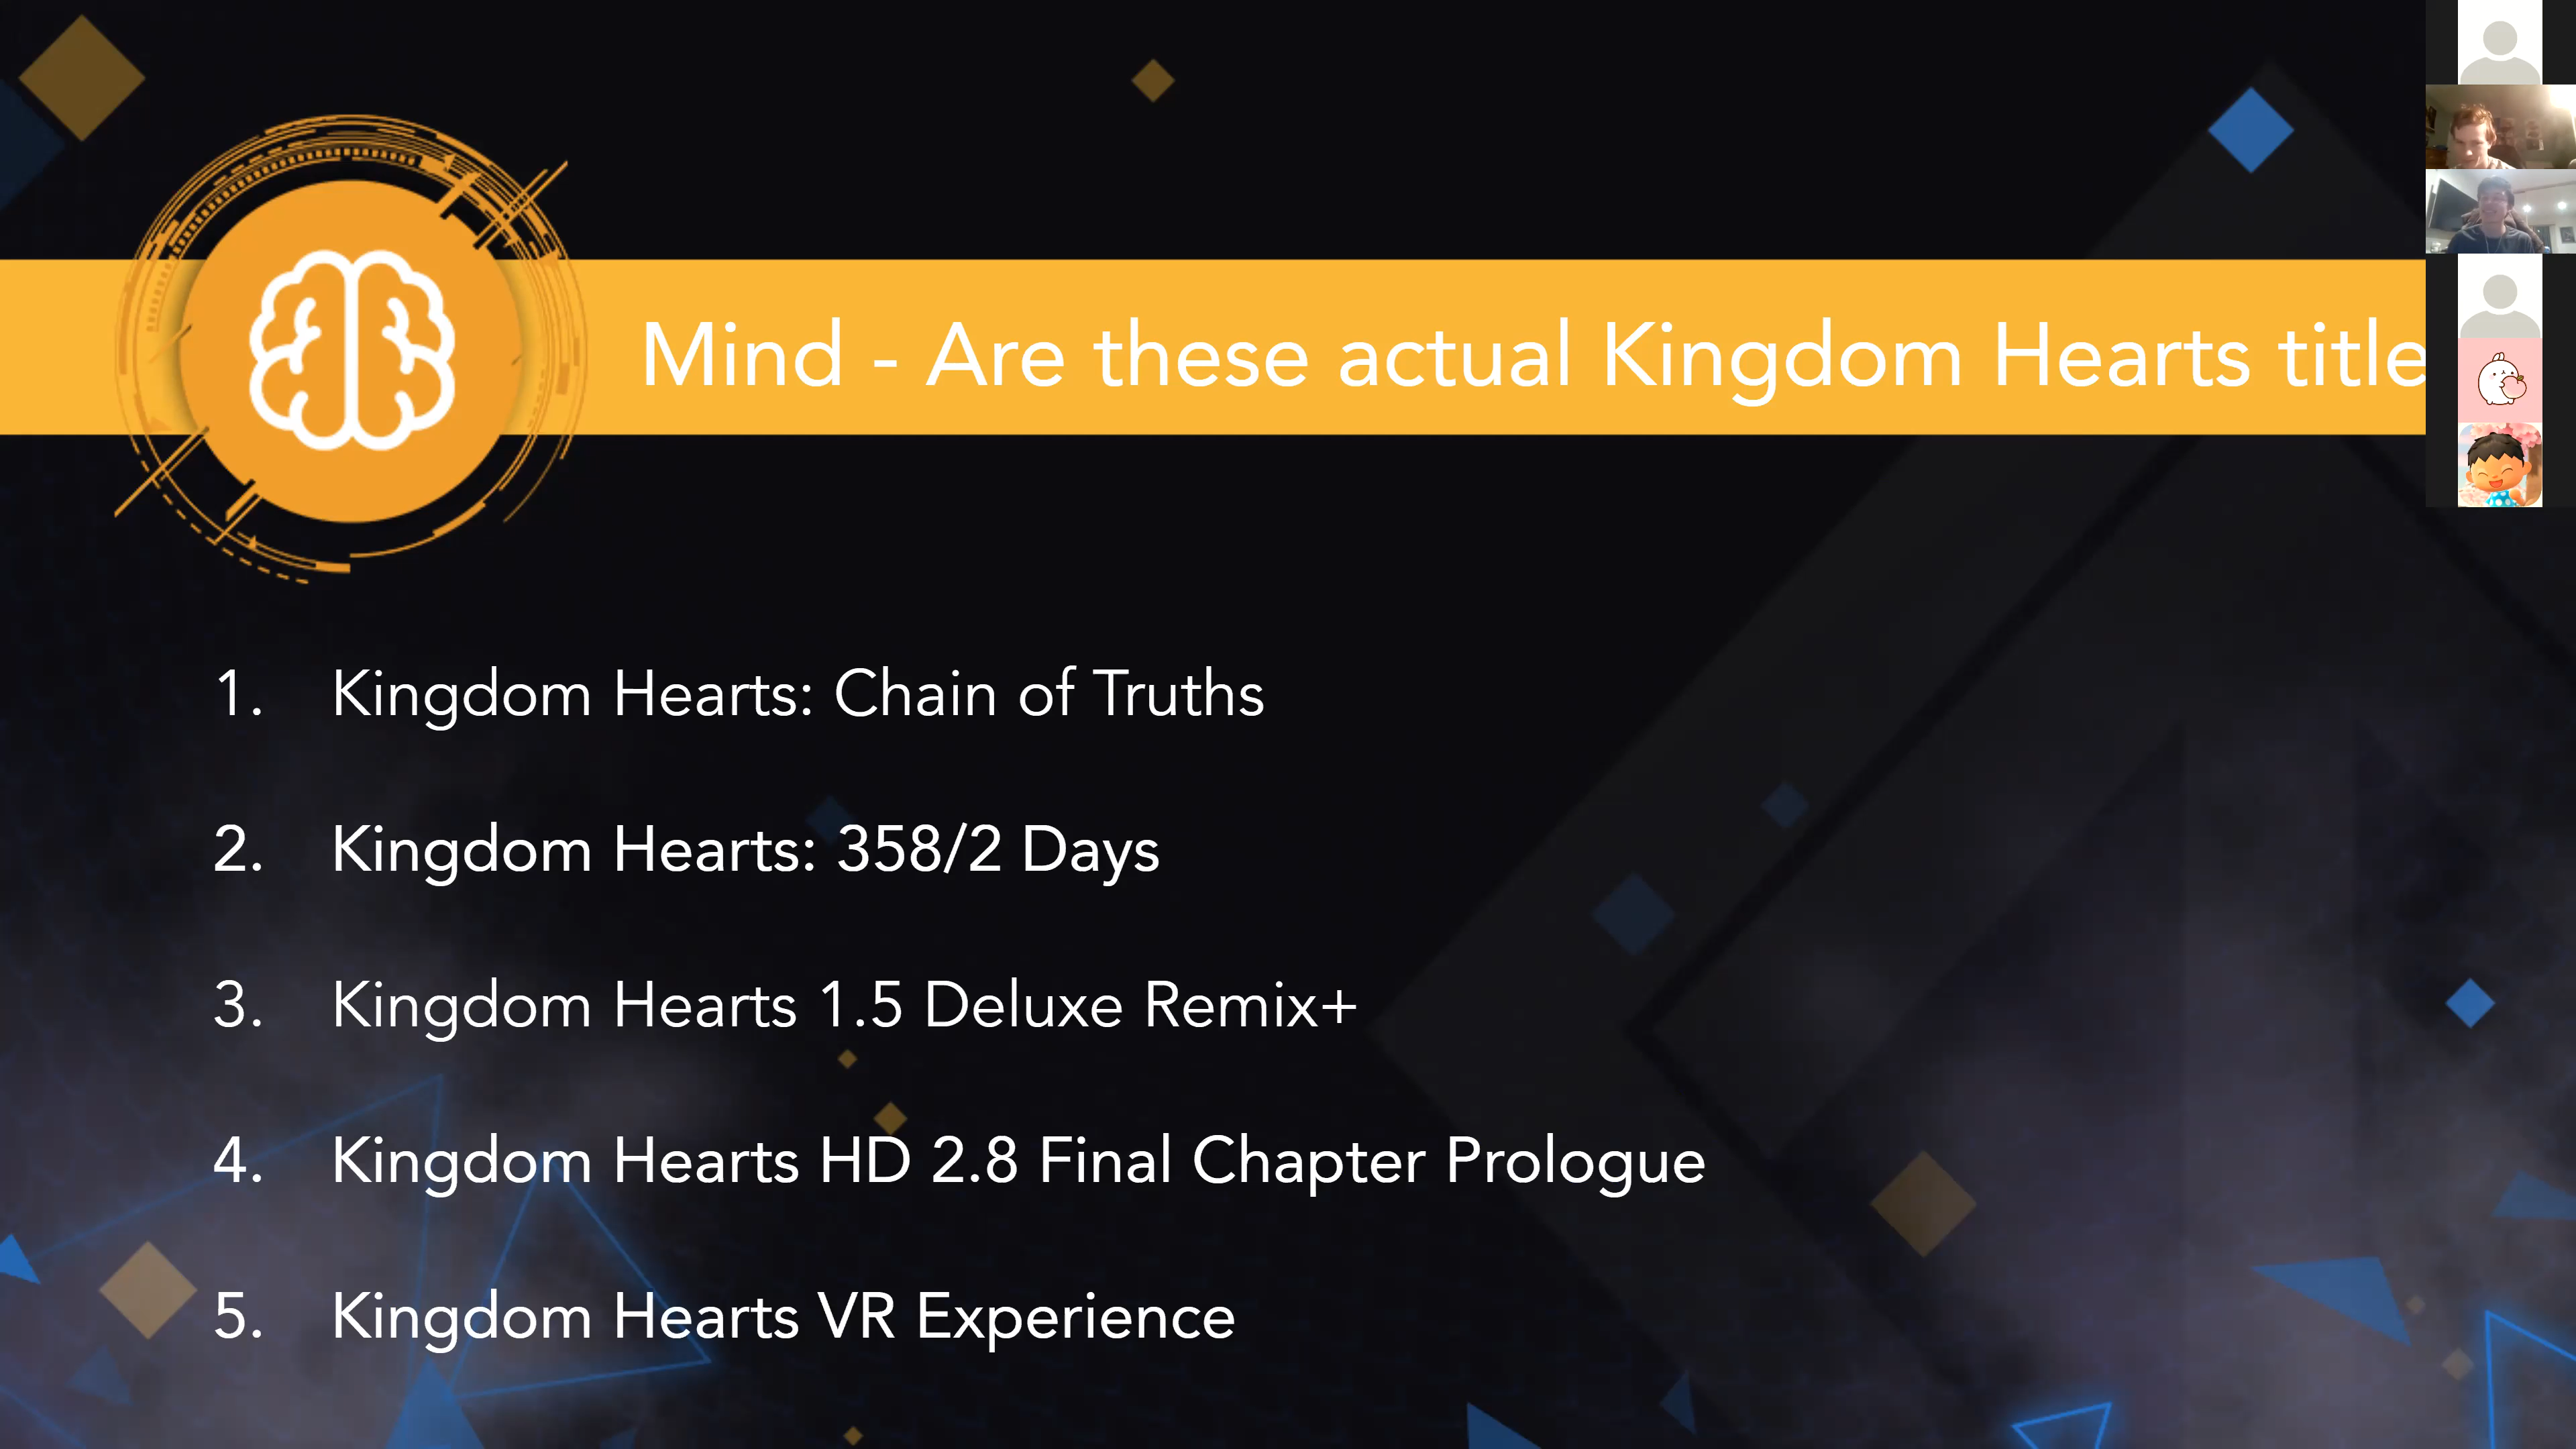 Mind - Are these actual Kingdom Hearts title
1. Kingdom Hearts: Chain of Truths
2. Kingdom Hearts: 358/2 Days
3. Kingdom Hearts 1.5 Deluxe Remix+
4. Kingdom Hearts HD 2.8 Final Chapter Prologue
5. Kingdom Hearts VR Experience